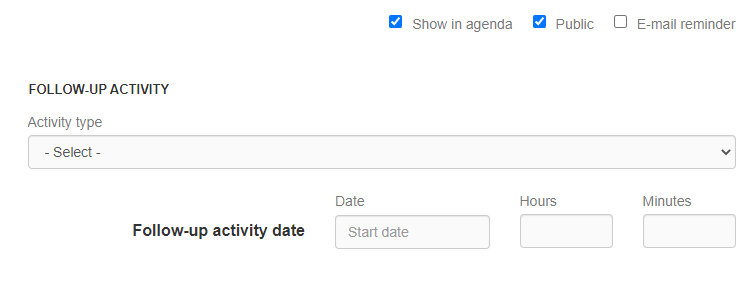 Show in agenda Public E-mail reminder
FOLLOW-UP ACTIVITY
Activity type
- Select -
Date Hours Minutes
Follow-up activity date Start date